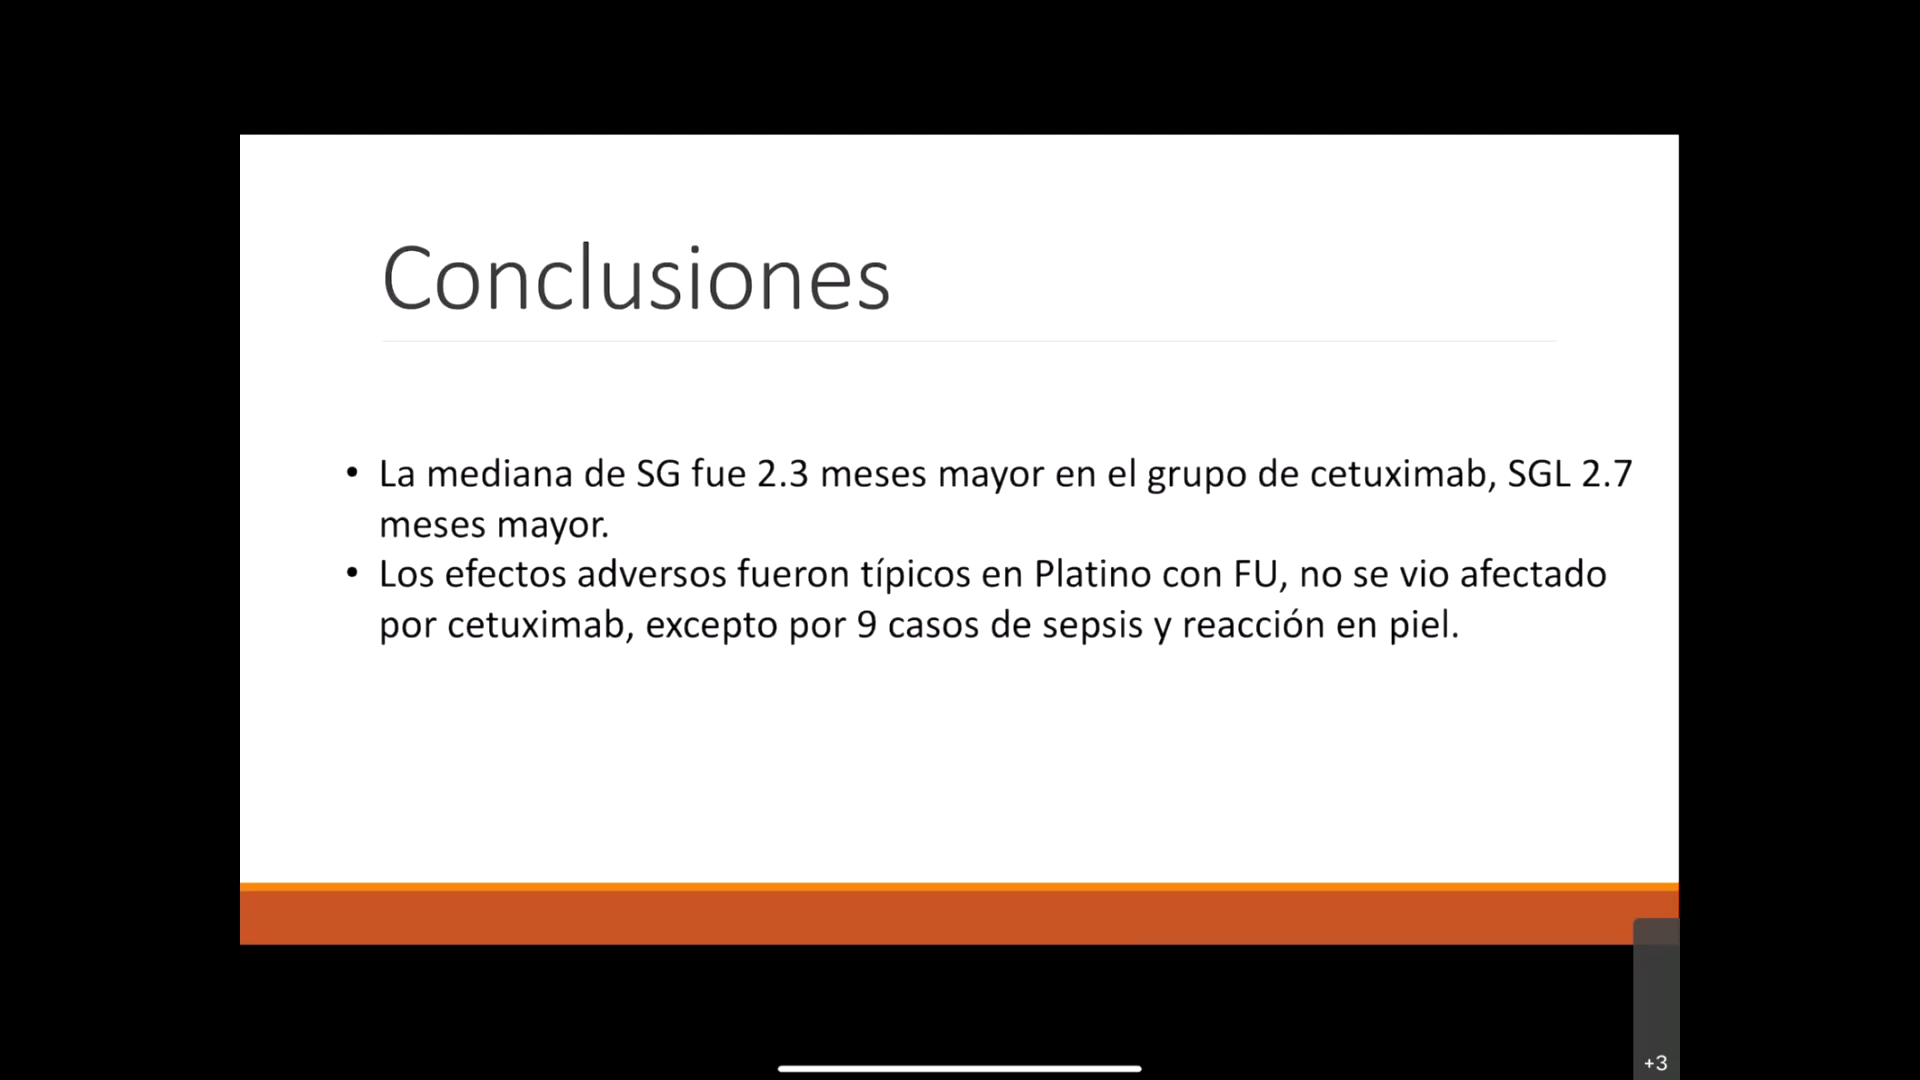 Conclusiones
• La mediana de SG fue 2.3 meses mayor en el grupo de cetuximab, SGL 2.7
meses mayor.
• Los efectos adversos fueron típicos en Platino con FU, no se vio afectado
por cetuximab, excepto por 9 casos de sepsis y reacción en piel.
+3